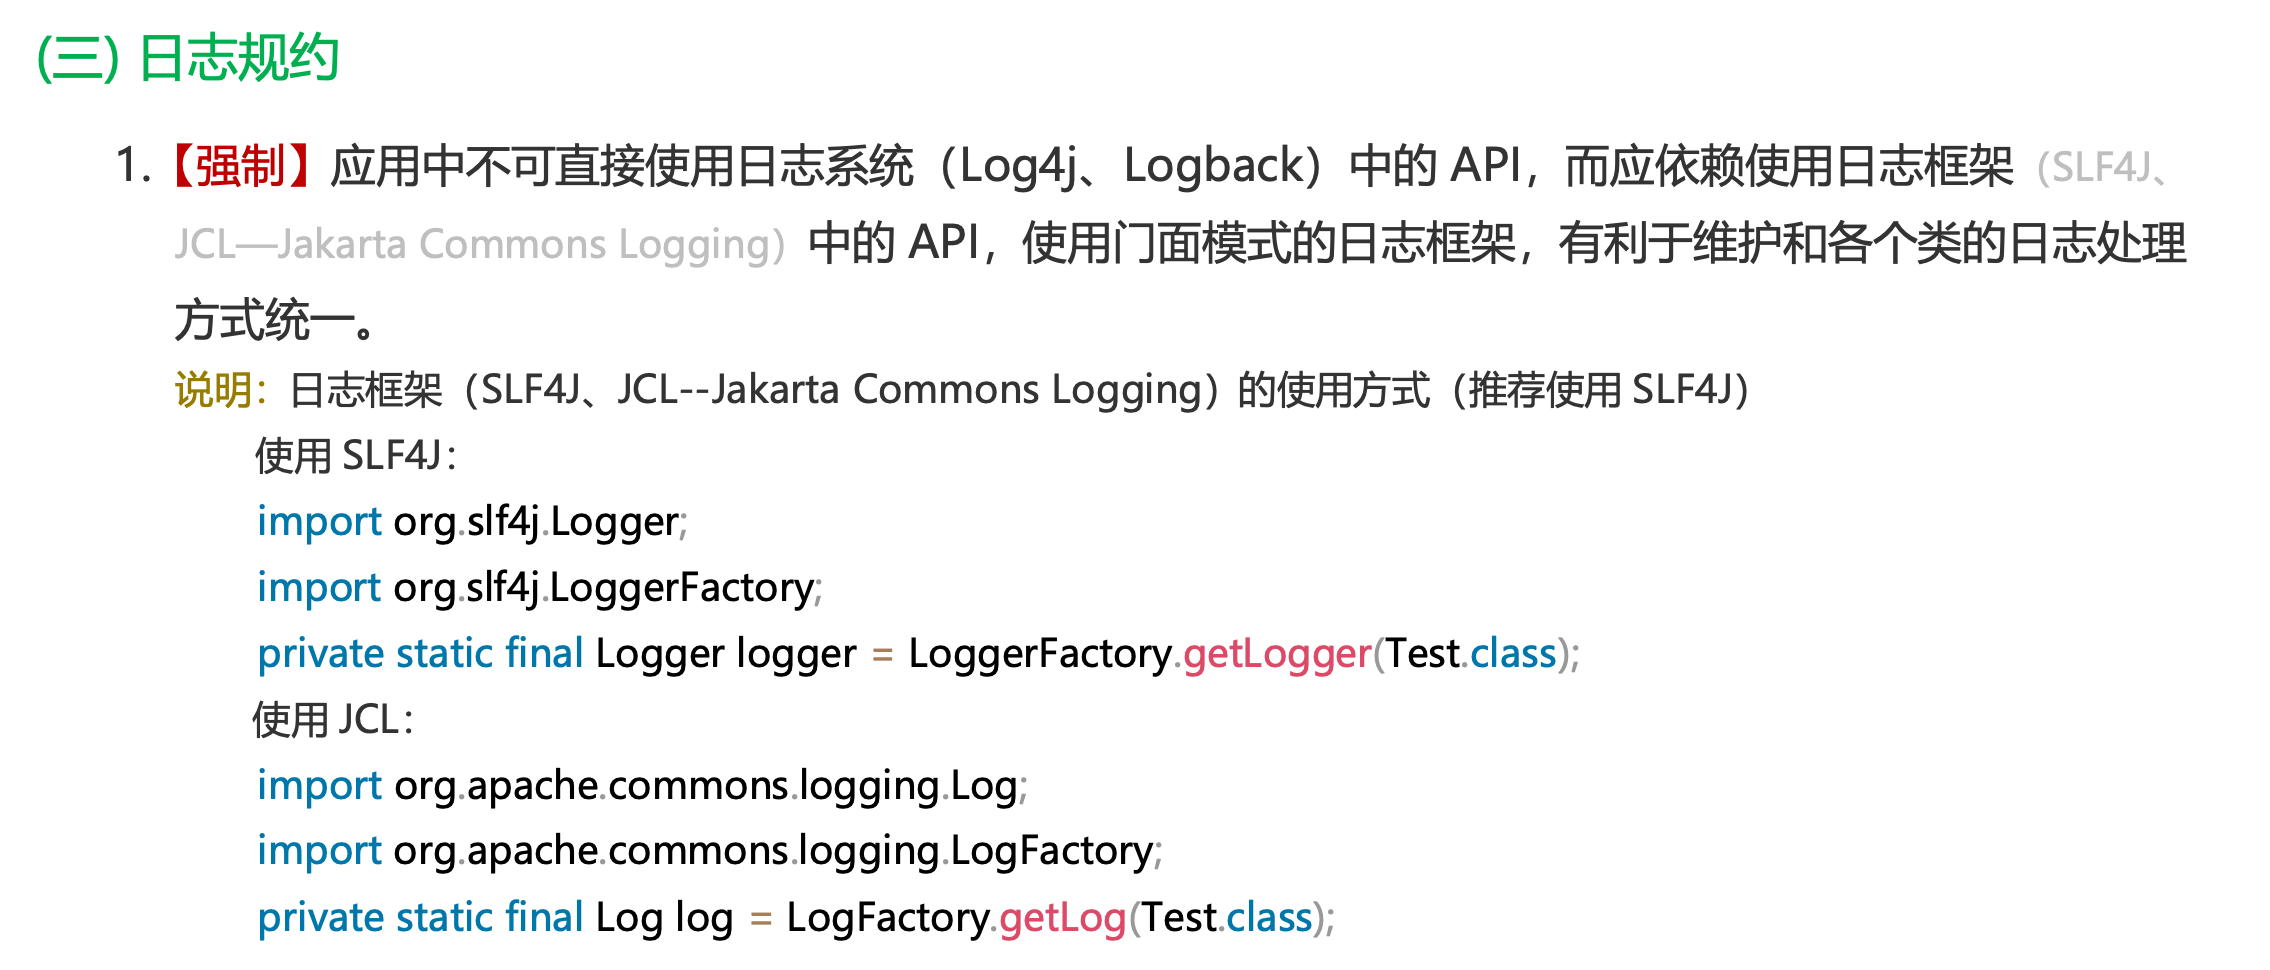 (三) 日志规约
1.【强制】应用中不可直接使用日志系统（Log4j、Logback）中的 API，而应依赖使用日志框架（SLF4J、
JCL—Jakarta Commons Logging）中的 API，使用门面模式的日志框架，有利于维护和各个类的日志处理
方式统一。
说明：日志框架（SLF4J、JCL--Jakarta Commons Logging）的使用方式（推荐使用 SLF4J）
使用 SLF4J：
import org.slf4j.Logger;
import org.slf4j.LoggerFactory;
private static final Logger logger = LoggerFactory.getLogger(Test.class);
使用 JCL：
import org.apache.commons.logging.Log;
import org.apache.commons.logging.LogFactory;
private static final Log log = LogFactory.getLog(Test.class);